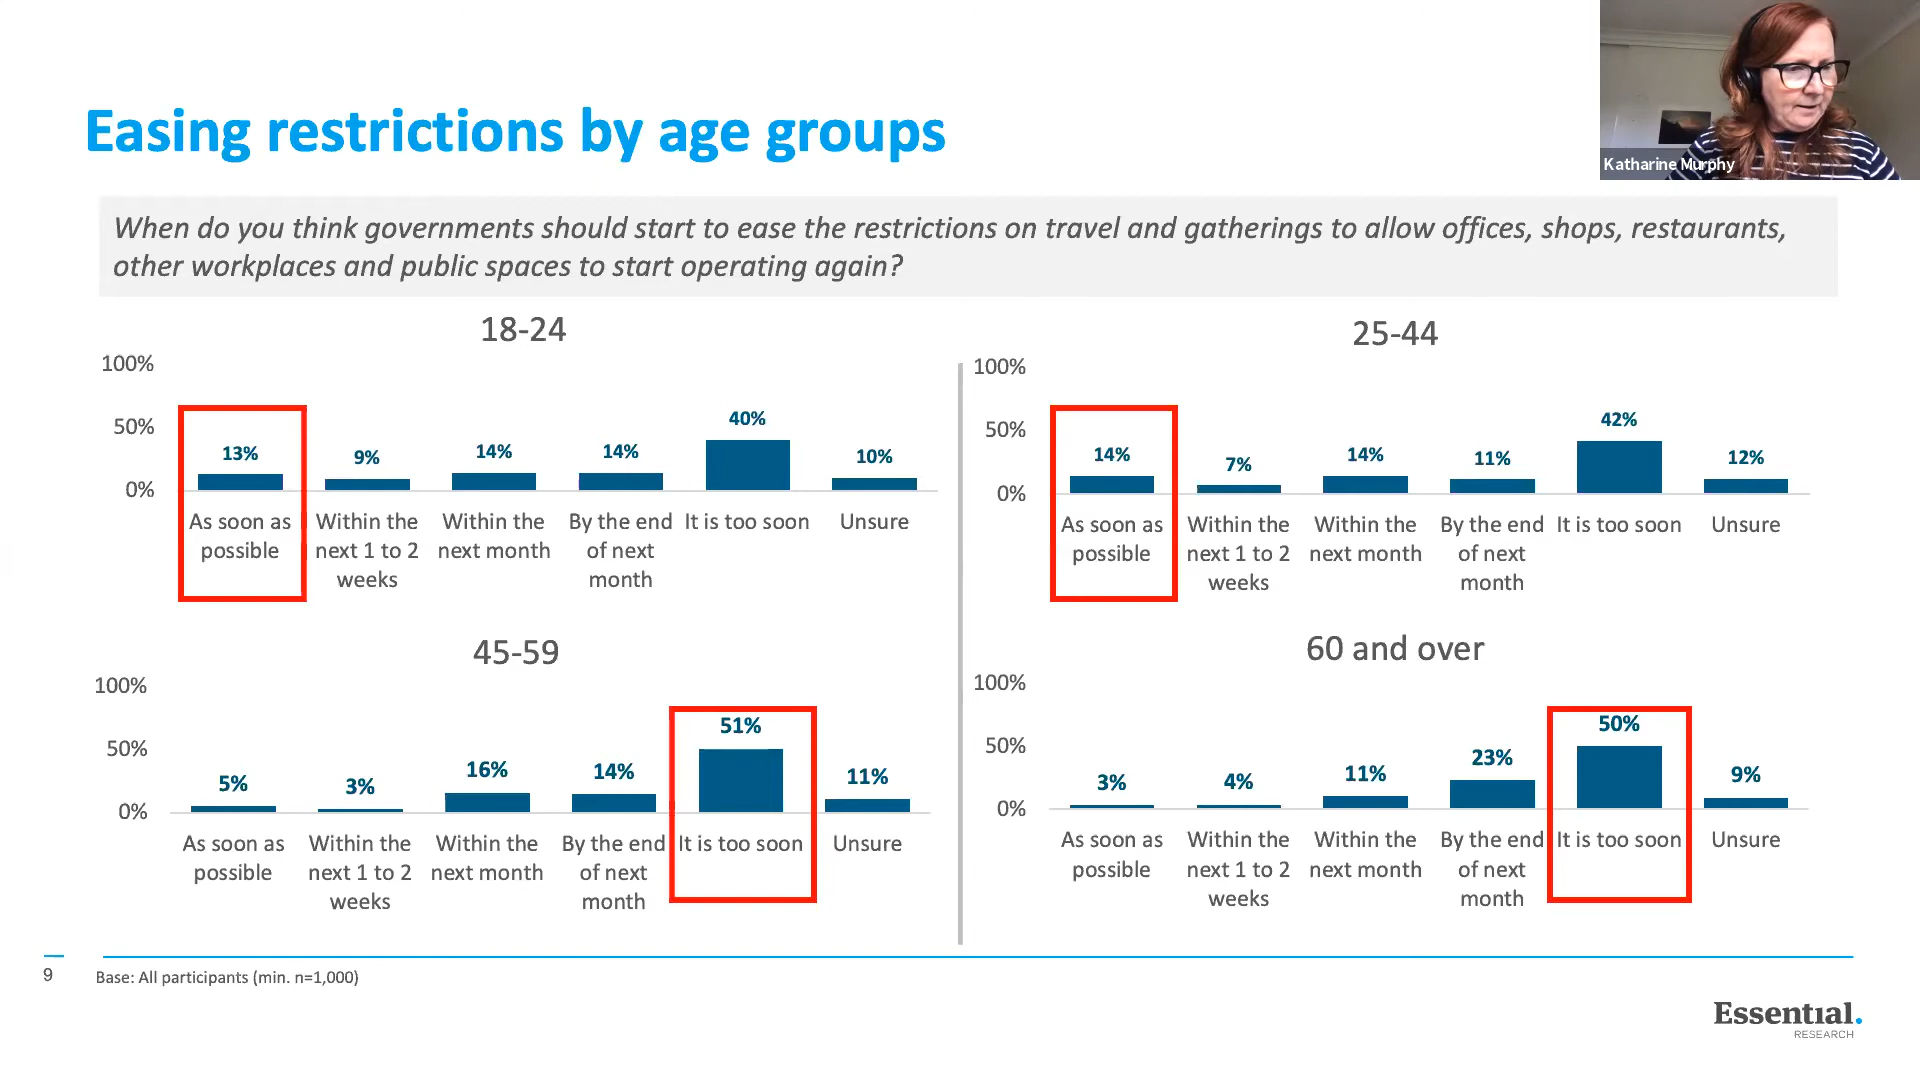 Katharine Murphy
Easing restrictions by age groups
When do you think governments should start to ease the restrictions on travel and gatherings to allow offices, shops, restaurants,
other workplaces and public spaces to start operating again?
18-24
100%
50%
0%
13%
9%
14%
14%
40%
10%
As soon as
possible
Within the
next 1 to 2
weeks
Within the
next month
By the end
of next
month
It is too soon
Unsure
25-44
100%
50%
0%
14%
7%
14%
11%
42%
12%
As soon as
possible
Within the
next 1 to 2
weeks
Within the
next month
By the end
of next
month
It is too soon
Unsure
45-59
100%
50%
0%
5%
3%
16%
14%
51%
11%
As soon as
possible
Within the
next 1 to 2
weeks
Within the
next month
By the end
of next
month
It is too soon
Unsure
60 and over
100%
50%
0%
3%
4%
11%
23%
50%
9%
As soon as
possible
Within the
next 1 to 2
weeks
Within the
next month
By the end
of next
month
It is too soon
Unsure
9
Base: All participants (min. n=1,000)
Essential.
RESEARCH